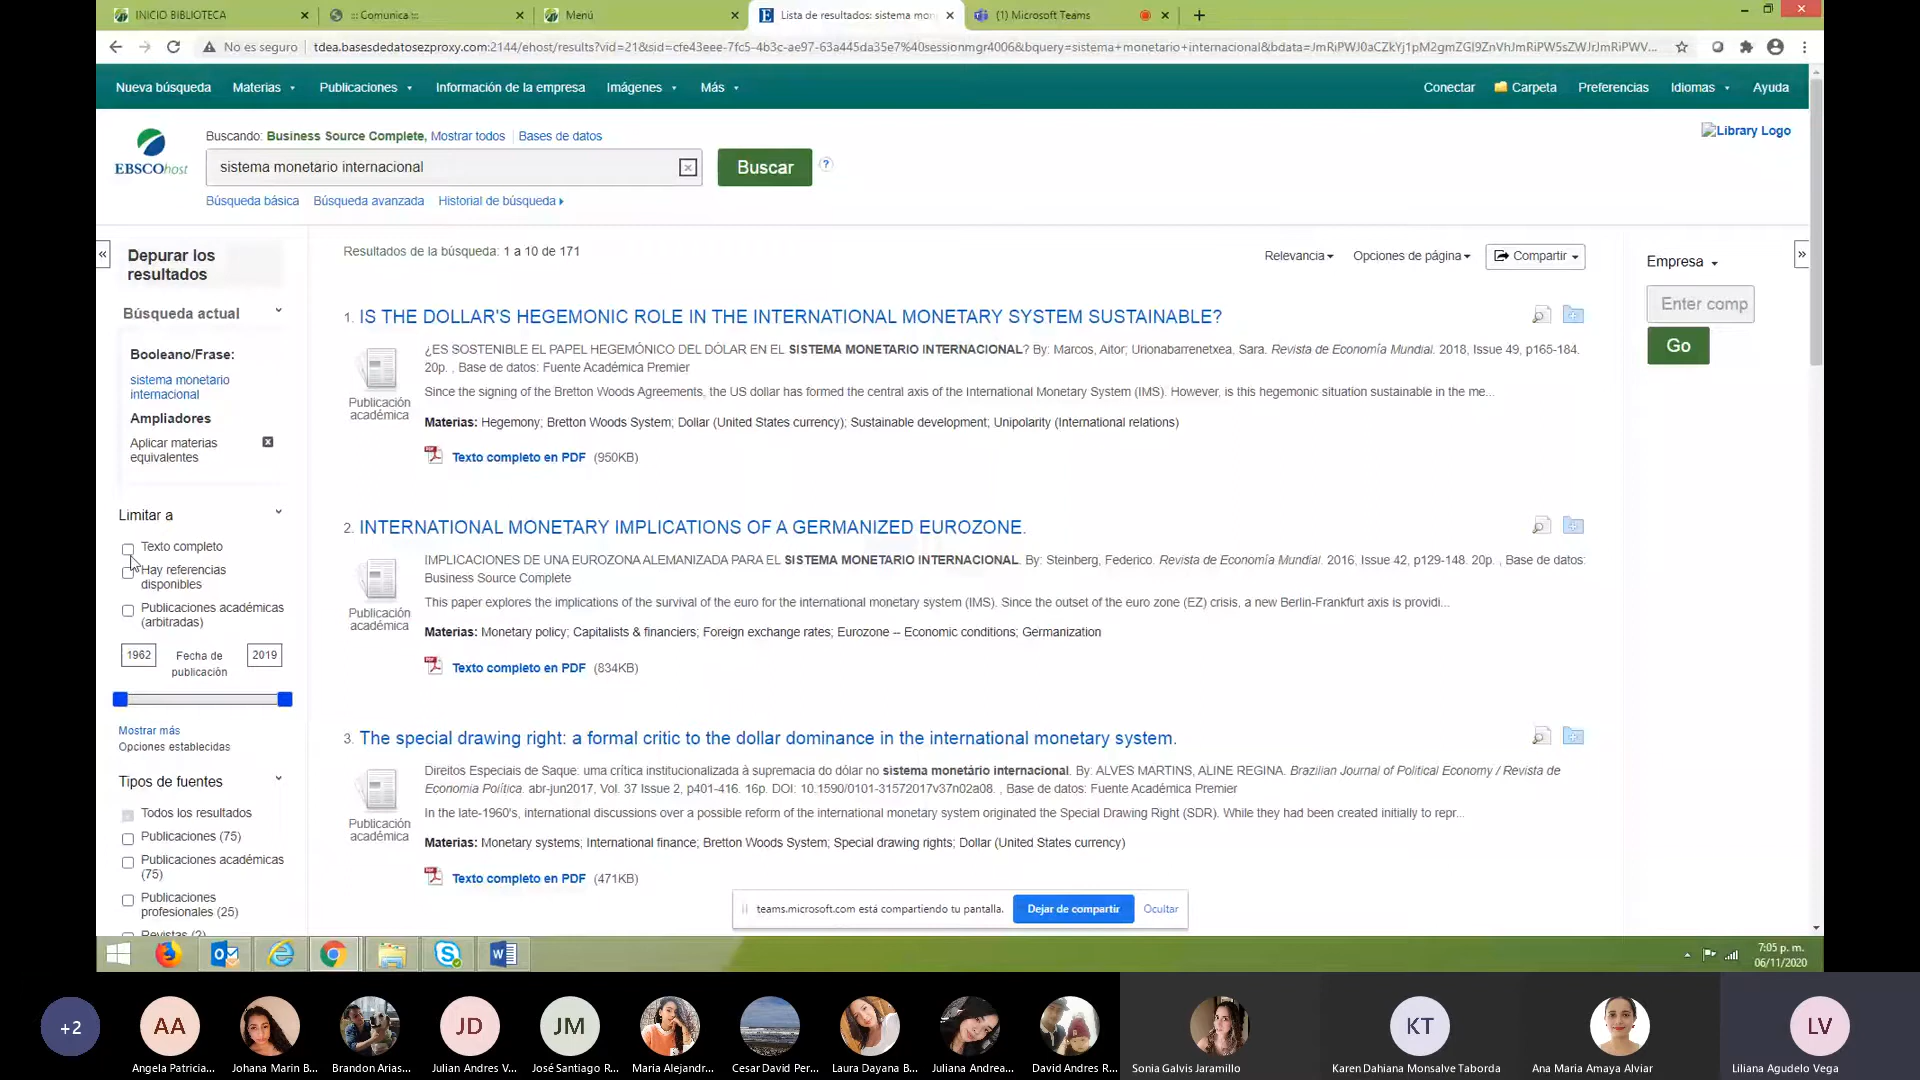 INICIO BIBLIOTECA
::: Comunica :::
Menú
Lista de resultados: sistema mon
(1) Microsoft Teams
No es seguro
Nueva búsqueda
Materias
Publicaciones
Información de la empresa
Imágenes
Más
Conectar
Carpeta
Preferencias
Idiomas
Ayuda
EBSCOhost
Buscando: Business Source Complete, Mostrar todos
Bases de datos
Library Logo
sistema monetario internacional
Buscar
?
Búsqueda básica
Búsqueda avanzada
Historial de búsqueda
Depurar los
resultados
Búsqueda actual
Booleano/Frase:
sistema monetario
internacional
Ampliadores
Aplicar materias
equivalentes
Limitar a
Texto completo
Hay referencias
disponibles
Publicaciones académicas
(arbitradas)
1962
Fecha de
publicación
2019
Mostrar más
Opciones establecidas
Tipos de fuentes
Todos los resultados
Publicaciones (75)
Publicaciones académicas
(75)
Publicaciones
profesionales (25)
Revistas (2)
Resultados de la búsqueda: 1 a 10 de 171
Relevancia
Opciones de página
Compartir
1. IS THE DOLLAR'S HEGEMONIC ROLE IN THE INTERNATIONAL MONETARY SYSTEM SUSTAINABLE?
¿ES SOSTENIBLE EL PAPEL HEGEMÓNICO DEL DÓLAR EN EL SISTEMA MONETARIO INTERNACIONAL? By: Marcos, Aitor; Urionabarrenetxea, Sara. Revista de Economía Mundial. 2018, Issue 49, p165-184.
20p. , Base de datos: Fuente Académica Premier
Since the signing of the Bretton Woods Agreements, the US dollar has formed the central axis of the International Monetary System (IMS). However, is this hegemonic situation sustainable in the me...
Publicación
académica
Materias: Hegemony; Bretton Woods System; Dollar (United States currency); Sustainable development; Unipolarity (International relations)
Texto completo en PDF (950KB)
2. INTERNATIONAL MONETARY IMPLICATIONS OF A GERMANIZED EUROZONE.
IMPLICACIONES DE UNA EUROZONA ALEMANIZADA PARA EL SISTEMA MONETARIO INTERNACIONAL. By: Steinberg, Federico. Revista de Economía Mundial. 2016, Issue 42, p129-148. 20p. , Base de datos:
Business Source Complete
This paper explores the implications of the survival of the euro for the international monetary system (IMS). Since the outset of the euro zone (EZ) crisis, a new Berlin-Frankfurt axis is providi...
Publicación
académica
Materias: Monetary policy; Capitalists & financiers; Foreign exchange rates; Eurozone -- Economic conditions; Germanization
Texto completo en PDF (834KB)
3. The special drawing right: a formal critic to the dollar dominance in the international monetary system.
Direitos Especiais de Saque: uma crítica institucionalizada à supremacia do dólar no sistema monetário internacional. By: ALVES MARTINS, ALINE REGINA. Brazilian Journal of Political Economy / Revista de
Economia Política. abr-jun2017, Vol. 37 Issue 2, p401-416. 16p. DOI: 10.1590/0101-31572017v37n02a08. , Base de datos: Fuente Académica Premier
In the late-1960's, international discussions over a possible reform of the international monetary system originated the Special Drawing Right (SDR). While they had been created initially to repr...
Publicación
académica
Materias: Monetary systems; International finance; Bretton Woods System; Special drawing rights; Dollar (United States currency)
Texto completo en PDF (471KB)
Empresa
Enter comp
Go
teams.microsoft.com está compartiendo tu pantalla.
Dejar de compartir
Ocultar
7:05 p. m.
06/11/2020
+2
AA
JD
JM
KT
LV
Angela Patricia...
Johana Marin B...
Brandon Arias...
Julian Andres V...
José Santiago R...
Maria Alejandr...
Cesar David Per...
Laura Dayana B...
Juliana Andrea...
David Andres R...
Sonia Galvis Jaramillo
Karen Dahiana Monsalve Taborda
Ana Maria Amaya Alviar
Liliana Agudelo Vega